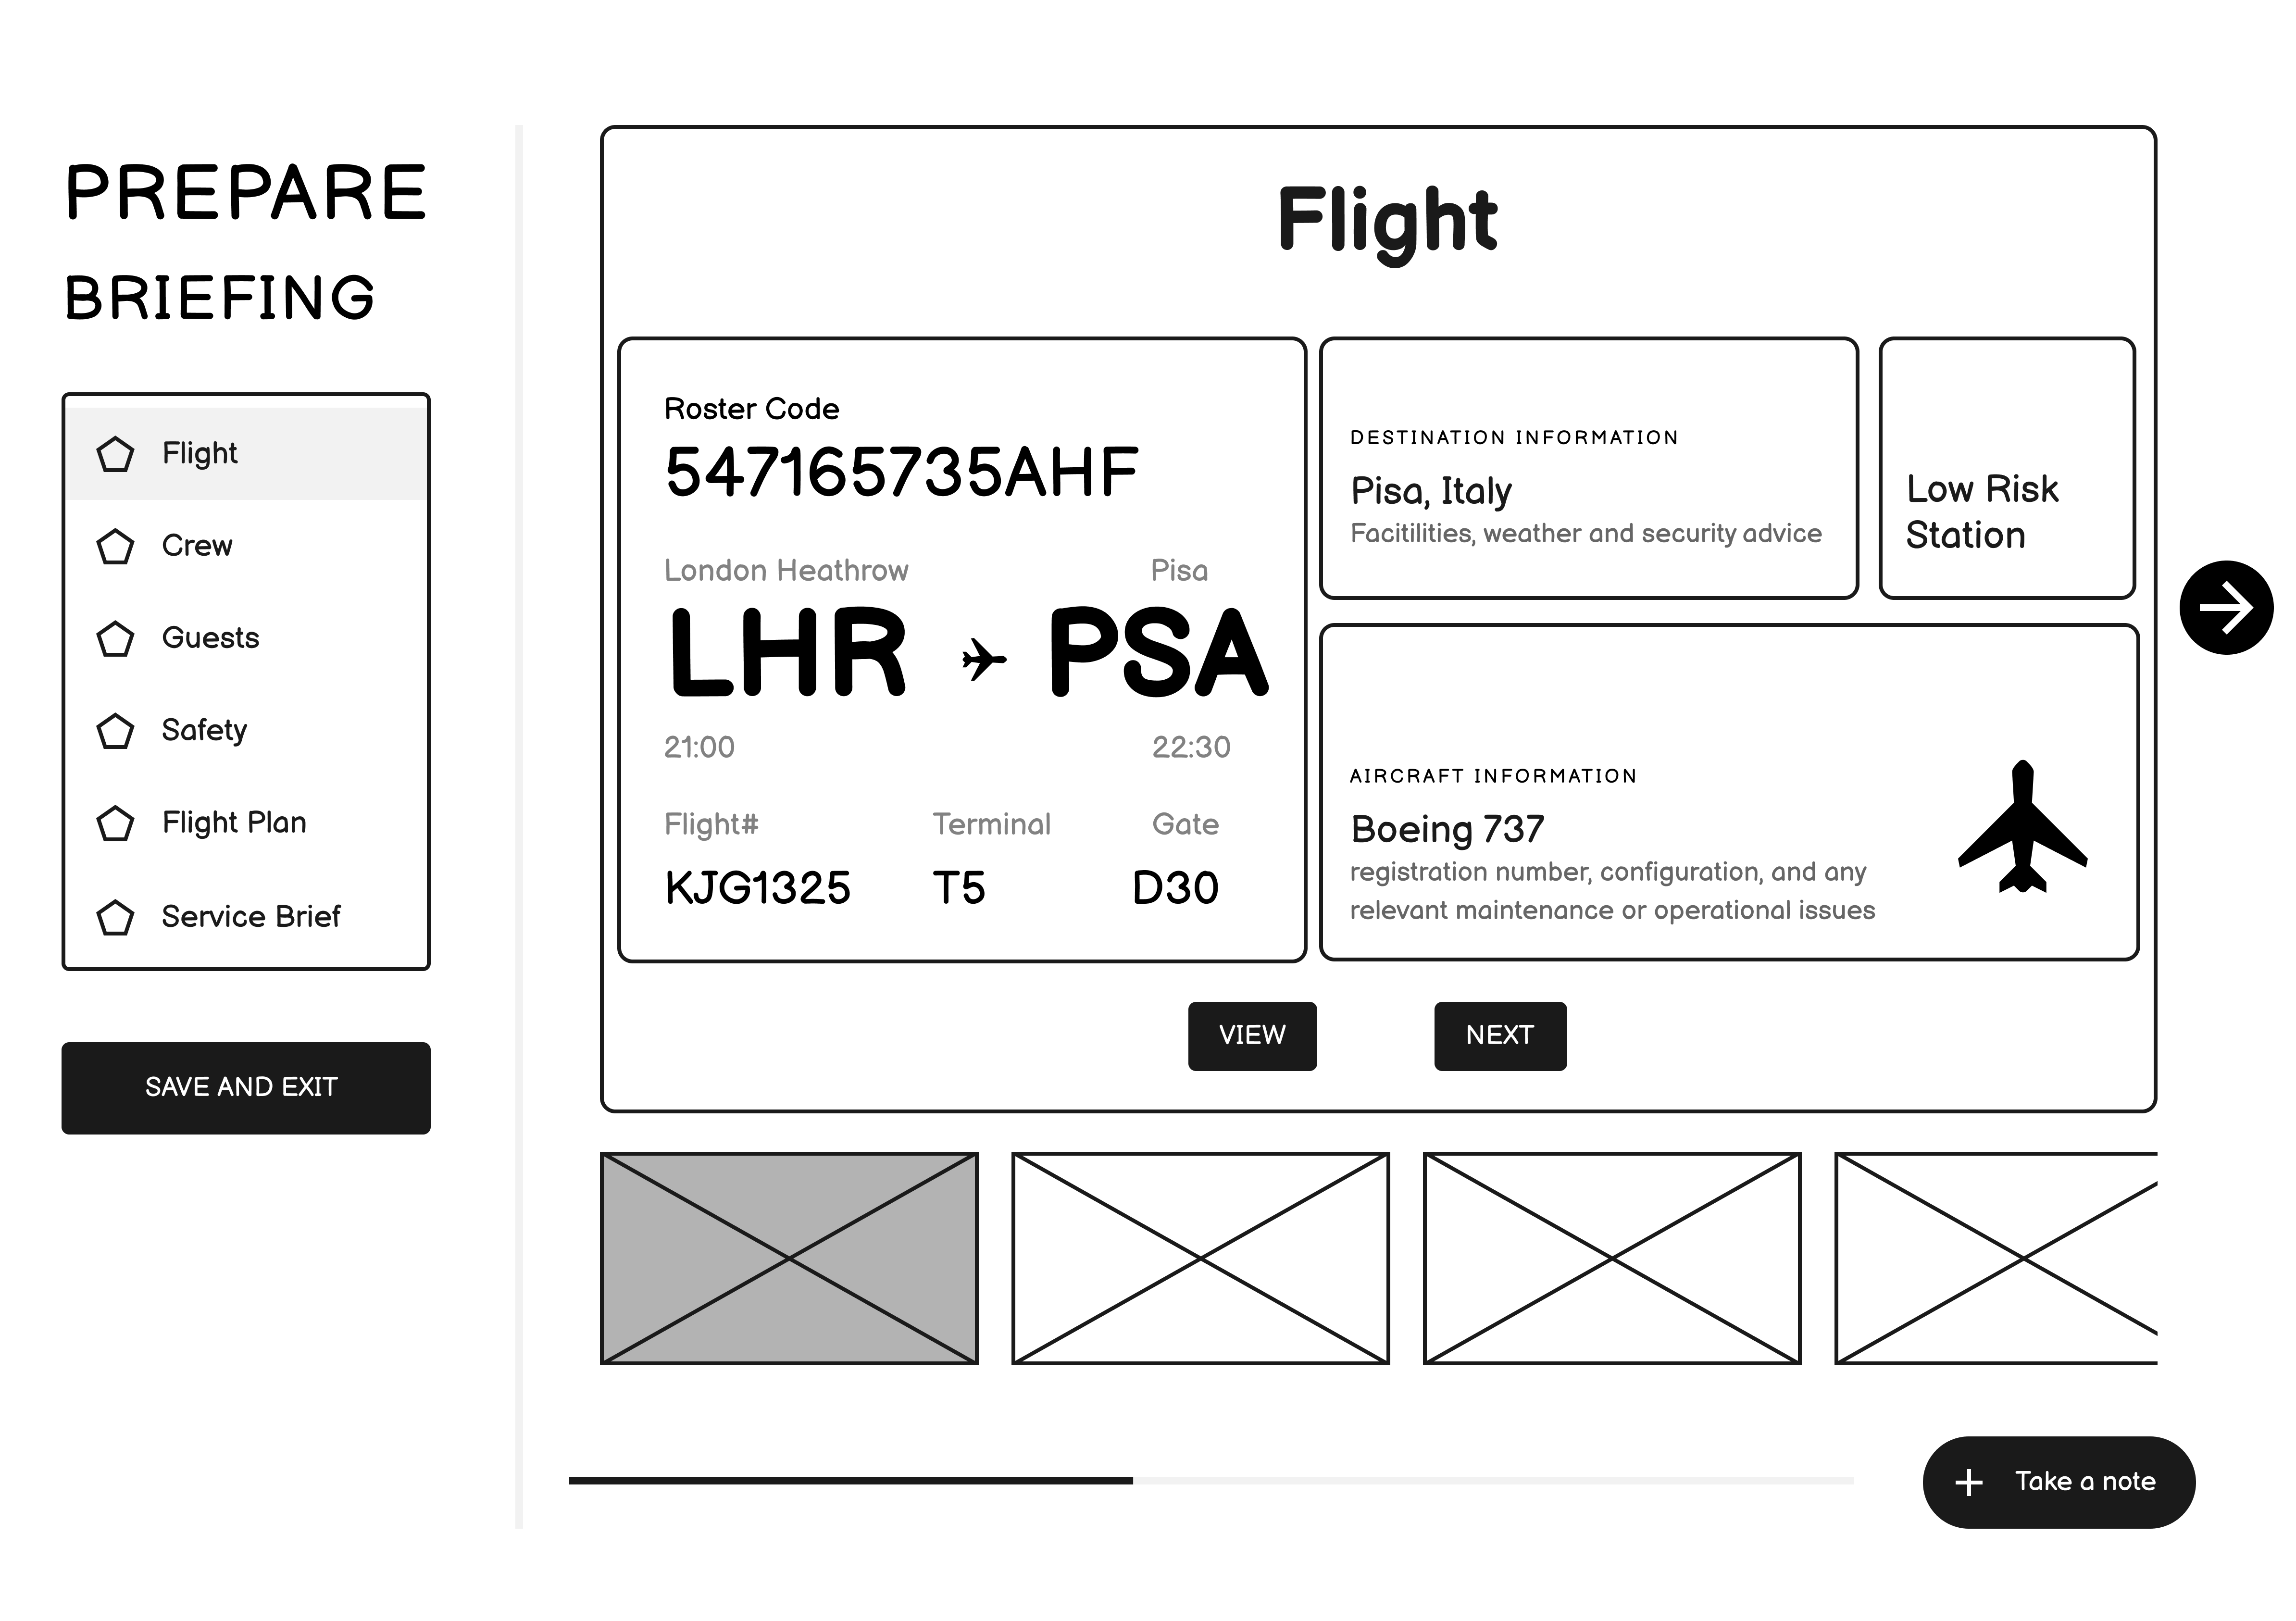 PREPARE
BRIEFING
Flight
Crew
Guests
Safety
Flight Plan
Service Brief
SAVE AND EXIT
Flight
Roster Code
547165735AHF
London Heathrow Pisa
LHR PSA
21:00 22:30
Flight# Terminal Gate
KJG1325 T5 D30
DESTINATION INFORMATION
Pisa, Italy
Facitilities, weather and security advice
Low Risk
Station
AIRCRAFT INFORMATION
Boeing 737
registration number, configuration, and any
relevant maintenance or operational issues
VIEW NEXT
+ Take a note